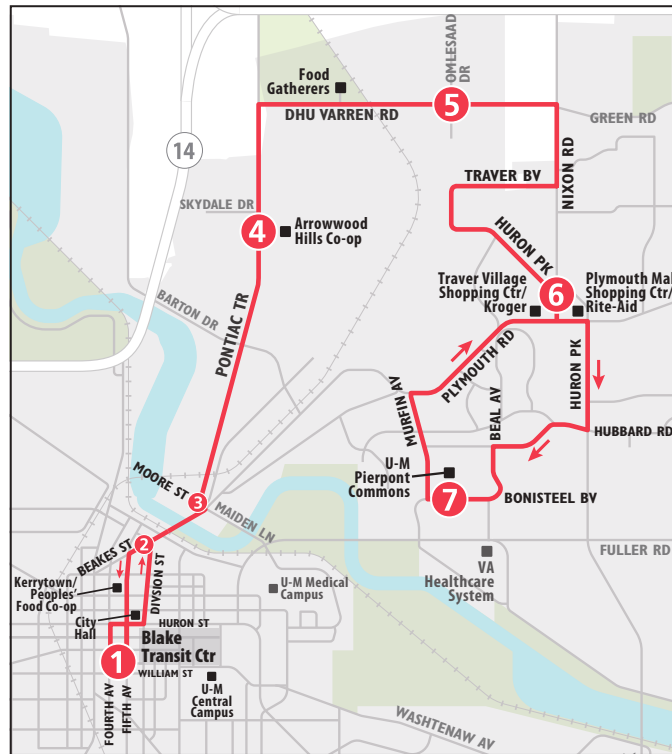 Food
Gatherers
OMLESAAD
DR
5
DHU VARREN RD
GREEN RD
14
TRAVER BV
NIXON RD
SKYDALE DR
4
Arrowwood
Hills Co-op
HURON PK
BARTON DR
PONTIAC TR
Traver Village
Shopping Ctr/
Kroger
6
Plymouth Mal
Shopping Ctr/
Rite-Aid
PLYMOUTH RD
HURON PK
MURFIN AV
BEAL AV
HUBBARD RD
U-M
Pierpont
Commons
7
BONISTEEL BV
MOORE ST
3
MAIDEN LN
BEAKES ST
2
DIVSION ST
FULLER RD
VA
Healthcare
System
Kerrytown/
Peoples'
Food Co-op
U-M Medical
Campus
City
Hall
HURON ST
1
Blake
Transit Ctr
WILLIAM ST
FOURTH AV
FIFTH AV
U-M
Central
Campus
WASHTENAW AV